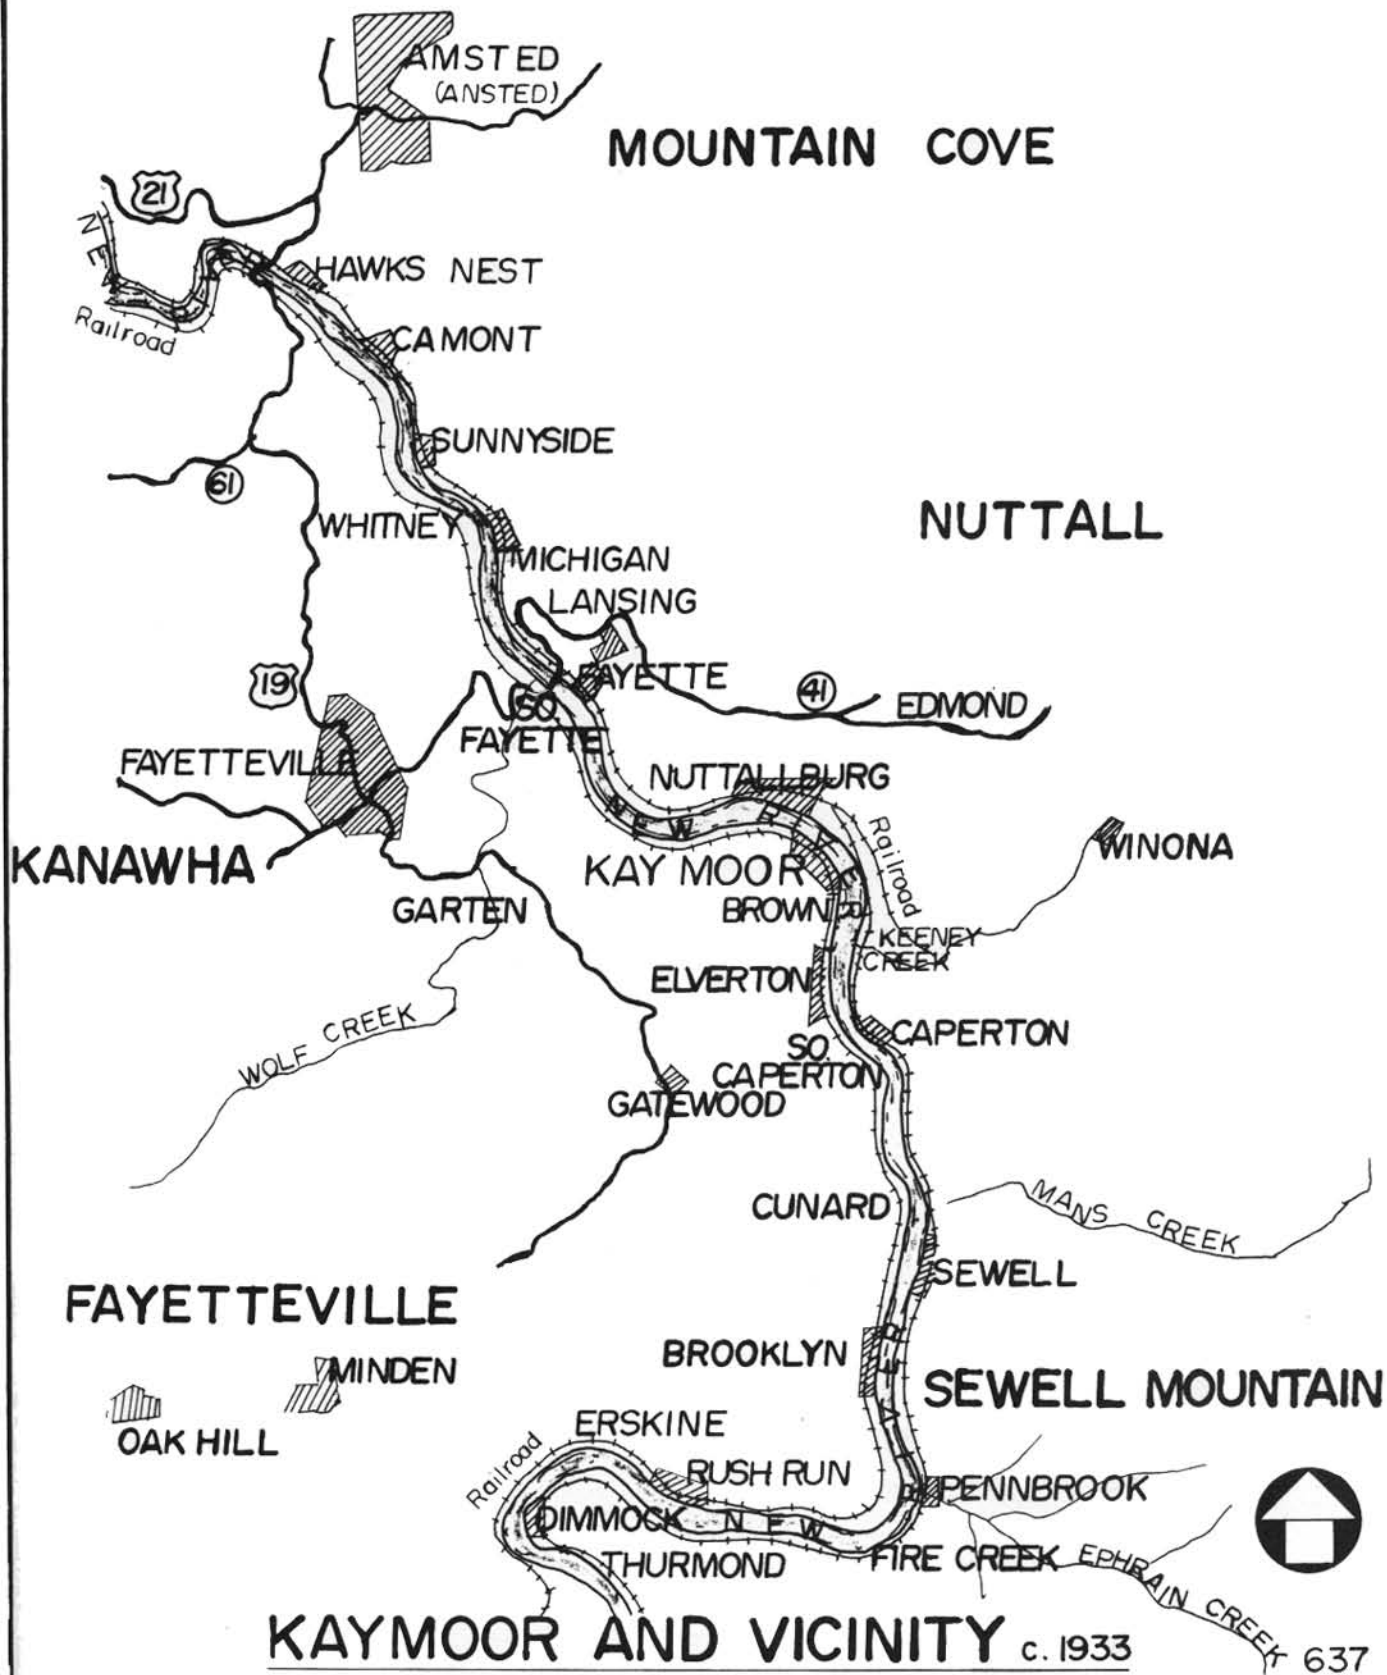 AMSTED
(ANSTED)
MOUNTAIN COVE
21
NEW
RIVER
HAWKS NEST
Railroad
CAMONT
SUNNYSIDE
61
WHITNEY
NUTTALL
MICHIGAN
LANSING
19
FAYETTE
41
EDMOND
SO.
FAYETTE
FAYETTEVILLE
NUTTALLBURG
NEW RIVER
Railroad
WINONA
KANAWHA
KAY MOOR
GARTEN
BROWN
KEENEY
CREEK
ELVERTON
WOLF CREEK
CAPERTON
SO.
CAPERTON
GATEWOOD
CUNARD
MANS CREEK
SEWELL
FAYETTEVILLE
BROOKLYN
MINDEN
SEWELL MOUNTAIN
OAK HILL
ERSKINE
Railroad
RUSH RUN
PENNBROOK
DIMMOCK
NEW RIVER
THURMOND
FIRE CREEK
EPHRAIN CREEK
KAYMOOR AND VICINITY c. 1933
637